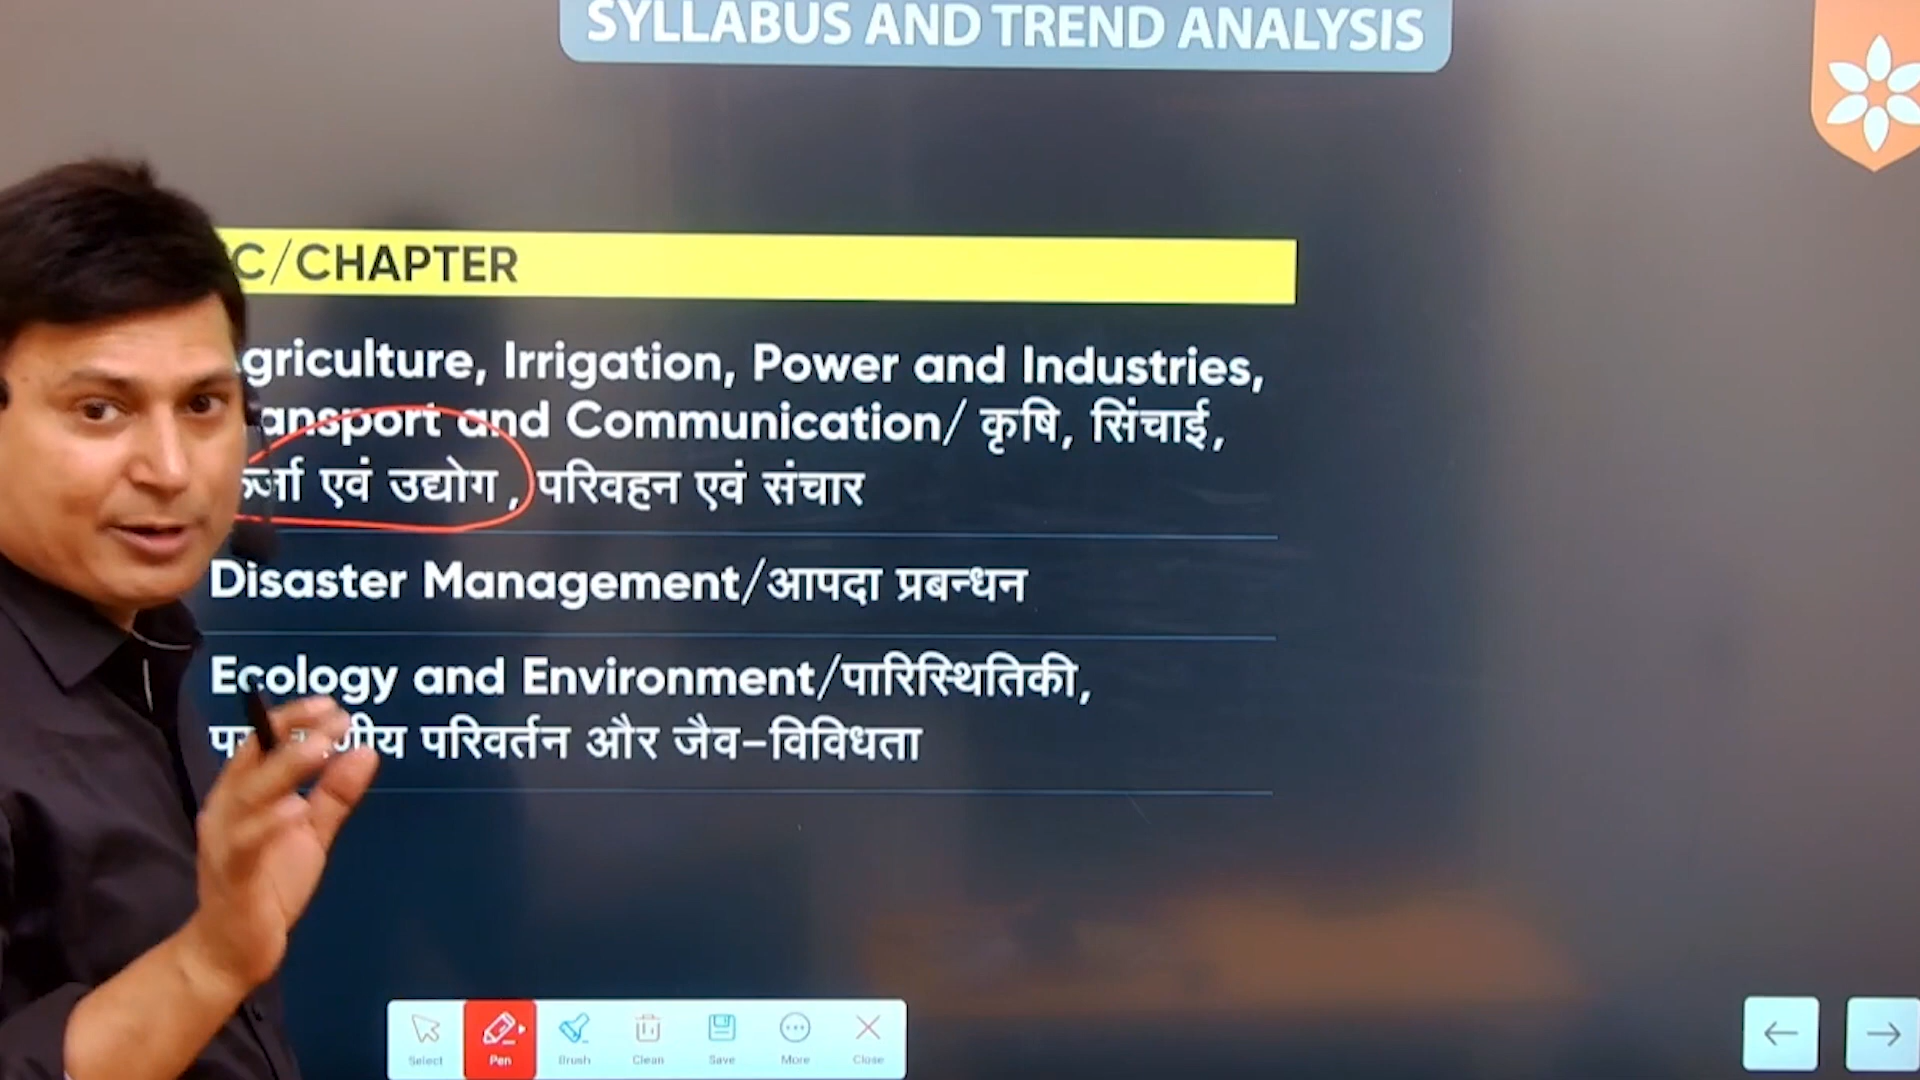 SYLLABUS AND TREND ANALYSIS
C/CHAPTER
griculture, Irrigation, Power and Industries,
ansport and Communication/ कृषि, सिंचाई,
एवं उद्योग, परिवहन एवं संचार
Disaster Management/आपदा प्रबन्धन
Ecology and Environment/पारिस्थितिकी,
परिवर्तन और जैव-विविधता
Select
Pen
Brush
Clean
Save
More
Close